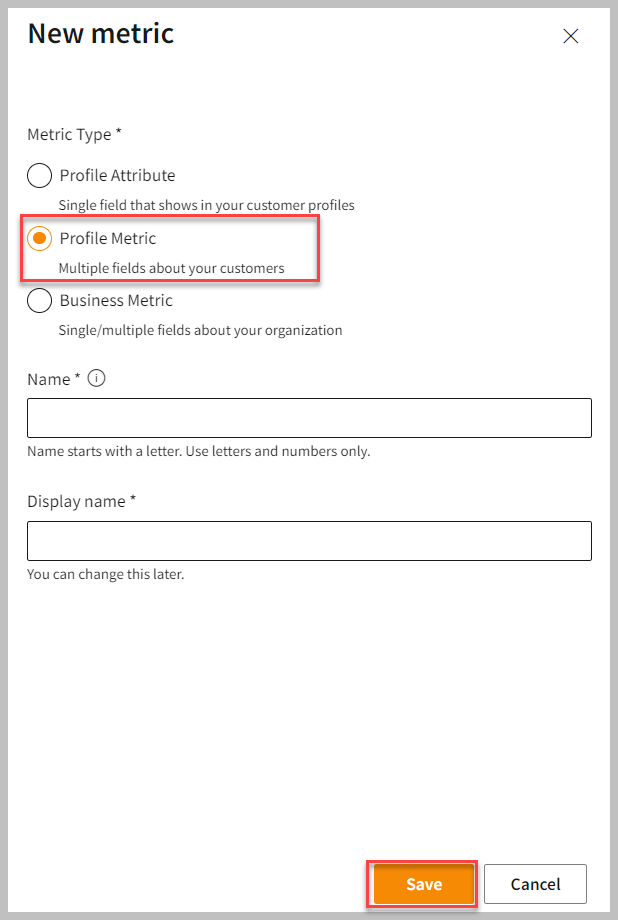 New metric
Metric Type *
Profile Attribute
Single field that shows in your customer profiles
Profile Metric
Multiple fields about your customers
Business Metric
Single/multiple fields about your organization
Name * i
Name starts with a letter. Use letters and numbers only.
Display name *
You can change this later.
Save Cancel